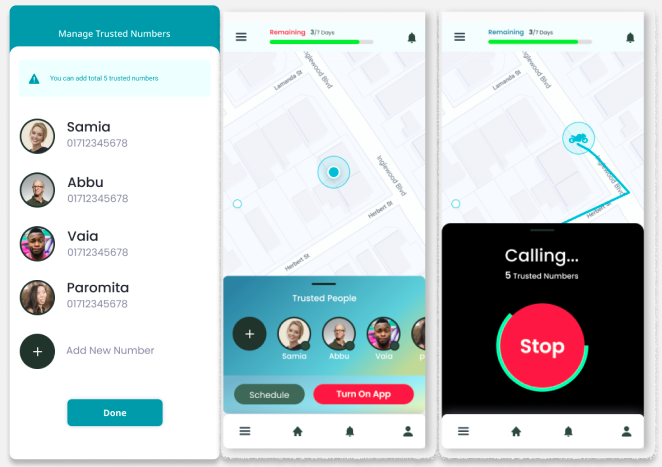 Manage Trusted Numbers
You can add total 5 trusted numbers
Samia
01712345678
Abbu
01712345678
Vaia
01712345678
Paromita
01712345678
Add New Number
Done
Remaining 3/7 Days
Inglewood Blvd
Lamanda St
Inglewood Blvd
Herbert St
Herbert St
Trusted People
Samia
Abbu
Vaia
P
Schedule
Turn On App
Remaining 3/7 Days
Inglewood Blvd
Lamanda St
Inglewood Blvd
Herbert St
Calling...
5 Trusted Numbers
Stop